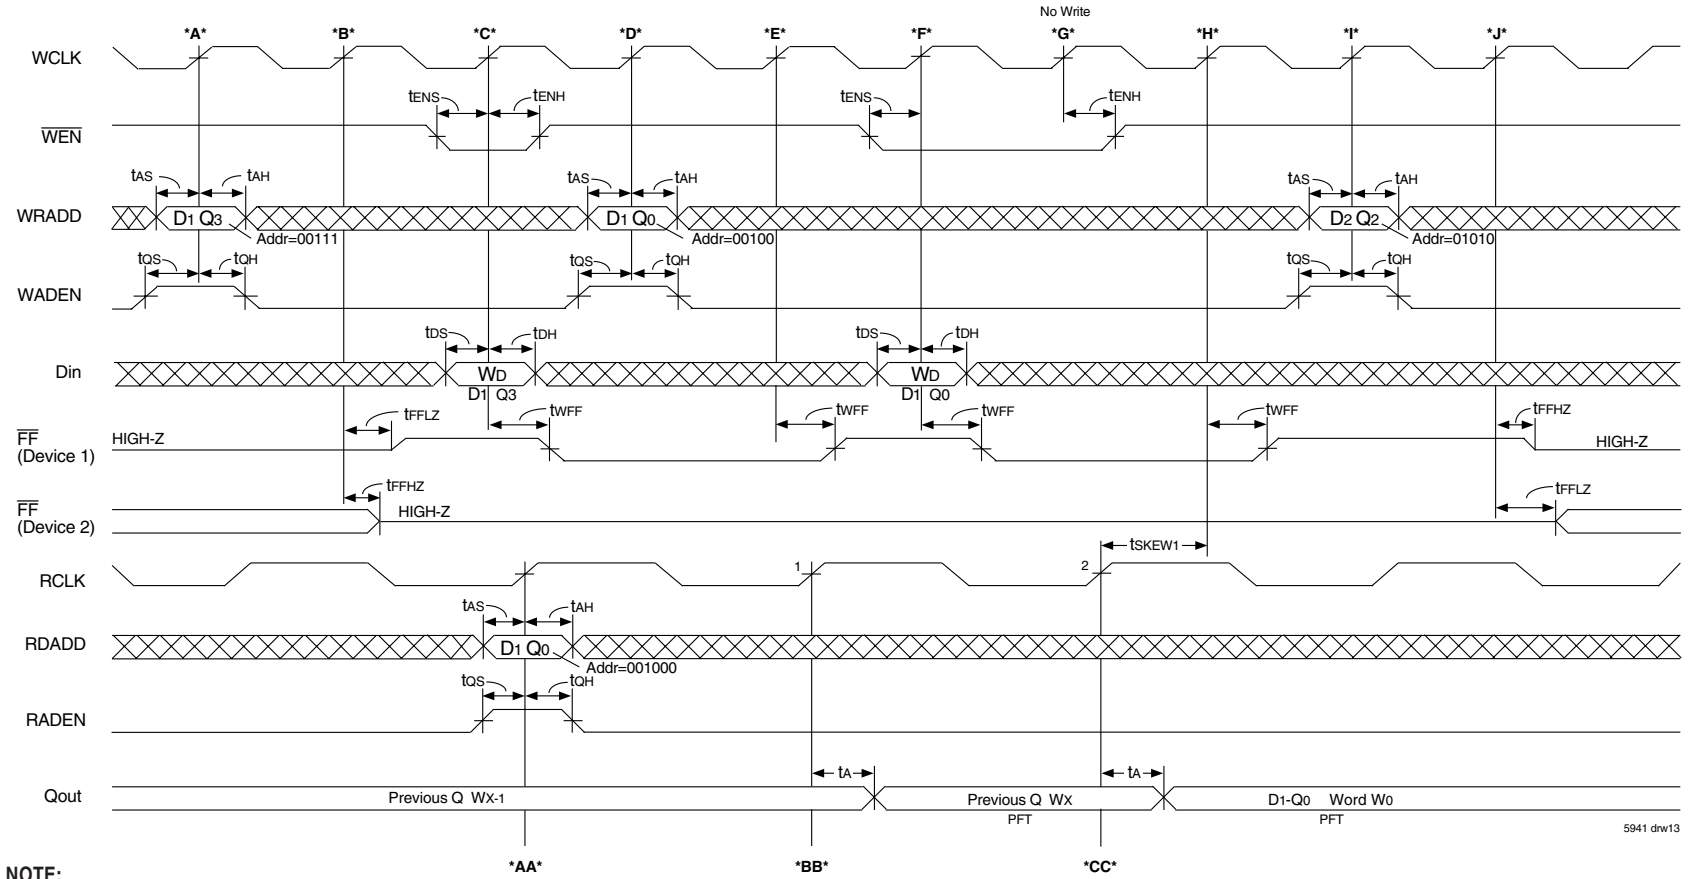 No Write
*A* *B* *C* *D* *E* *F* *G* *H* *I* *J*
WCLK
tENS tENH tENS tENH
WEN
tAS tAH tAS tAH tAS tAH
WRADD D1 Q3 D1 Q0 D2 Q2
Addr=00111 Addr=00100 Addr=01010
tQS tQH tQS tQH tQS tQH
WADEN
tDS tDH tDS tDH
Din WD WD
D1 Q3 D1 Q0
tFFLZ tWFF tWFF tWFF tWFF tFFHZ
FF HIGH-Z HIGH-Z
(Device 1)
tFFHZ tFFLZ
FF HIGH-Z
(Device 2)
tSKEW1
RCLK 1 2
tAS tAH
RDADD D1 Q0
Addr=001000
tQS tQH
RADEN
tA tA
Qout Previous Q WX-1 Previous Q WX D1-Q0 Word W0
PFT PFT
5941 drw13
*AA* *BB* *CC*
NOTE: